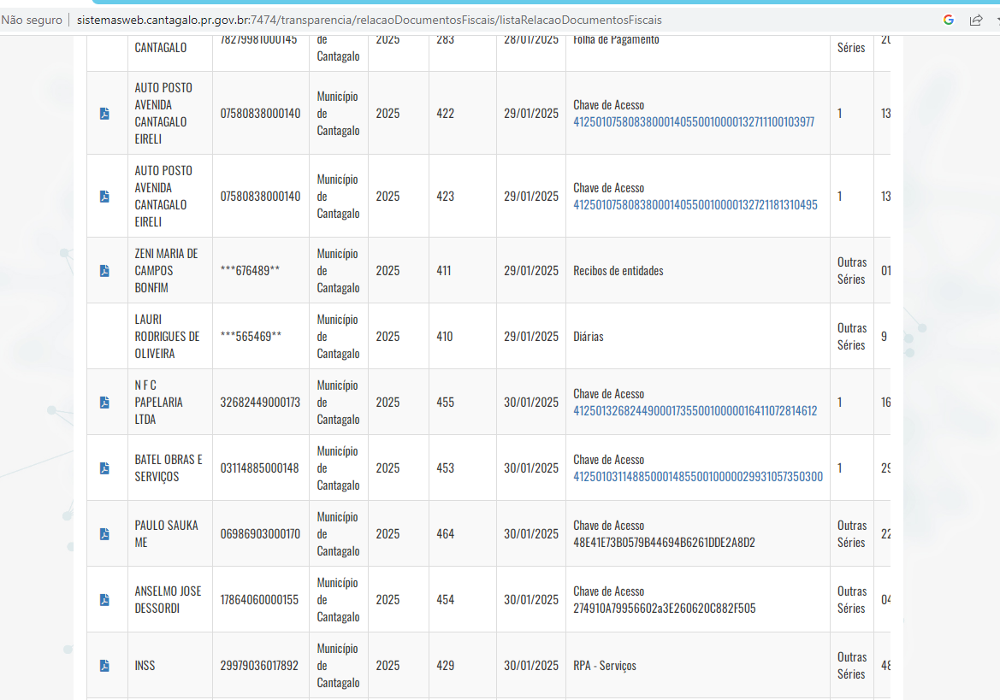 Não seguro
sistemasweb.cantagalo.pr.gov.br:7474/transparencia/relacaoDocumentosFiscais/listaRelacaoDocumentosFiscais
CANTAGALO
78279981000145
de
Cantagalo
2025
283
28/01/2025
Folha de Pagamento
Séries
AUTO POSTO
AVENIDA
CANTAGALO
EIRELI
07580838000140
Município
de
Cantagalo
2025
422
29/01/2025
Chave de Acesso
41250107580838000140550010000132711100103977
1
13
AUTO POSTO
AVENIDA
CANTAGALO
EIRELI
07580838000140
Município
de
Cantagalo
2025
423
29/01/2025
Chave de Acesso
41250107580838000140550010000132721181310495
1
13
ZENI MARIA DE
CAMPOS
BONFIM
***676489**
Município
de
Cantagalo
2025
411
29/01/2025
Recibos de entidades
Outras
Séries
01
LAURI
RODRIGUES DE
OLIVEIRA
***565469**
Município
de
Cantagalo
2025
410
29/01/2025
Diárias
Outras
Séries
9
N F C
PAPELARIA
LTDA
32682449000173
Município
de
Cantagalo
2025
455
30/01/2025
Chave de Acesso
41250132682449000173550010000016411072814612
1
16
BATEL OBRAS E
SERVIÇOS
03114885000148
Município
de
Cantagalo
2025
453
30/01/2025
Chave de Acesso
41250103114885000148550010000029931057350300
1
29
PAULO SAUKA
ME
06986903000170
Município
de
Cantagalo
2025
464
30/01/2025
Chave de Acesso
48E41E73B0579B44694B6261DDE2A8D2
Outras
Séries
22
ANSELMO JOSE
DESSORDI
17864060000155
Município
de
Cantagalo
2025
454
30/01/2025
Chave de Acesso
274910A79956602a3E260620C882F505
Outras
Séries
04
INSS
29979036017892
Município
de
Cantagalo
2025
429
30/01/2025
RPA - Serviços
Outras
Séries
48